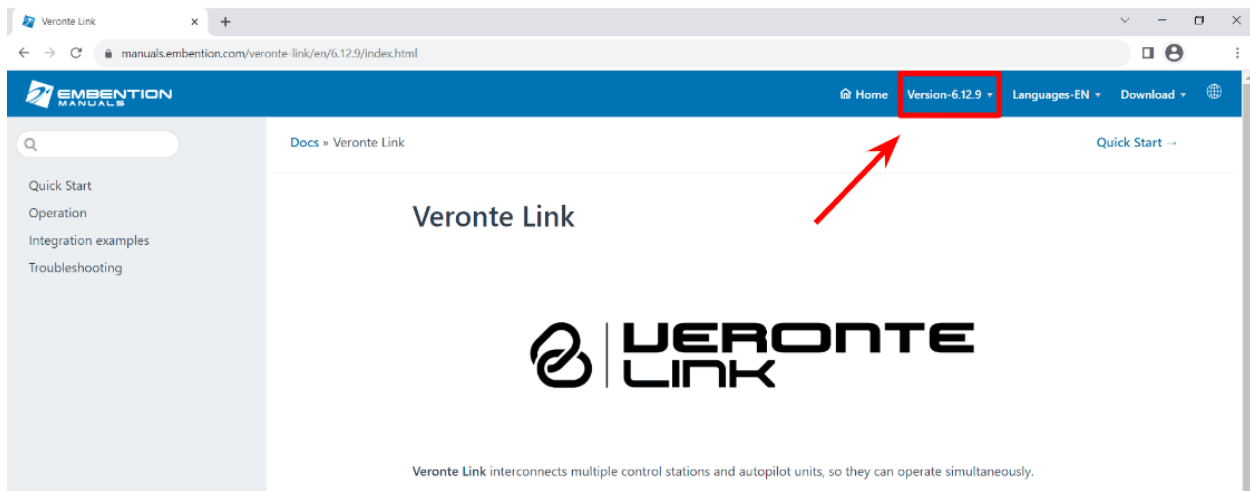 Veronte Link
manuals.embention.com/veronte-link/en/6.12.9/index.html
EMBENTION
MANUALS
Home Version-6.12.9 Languages-EN Download
Docs » Veronte Link
Quick Start →
Quick Start
Operation
Integration examples
Troubleshooting
Veronte Link
VERONTE
LINK
Veronte Link interconnects multiple control stations and autopilot units, so they can operate simultaneously.